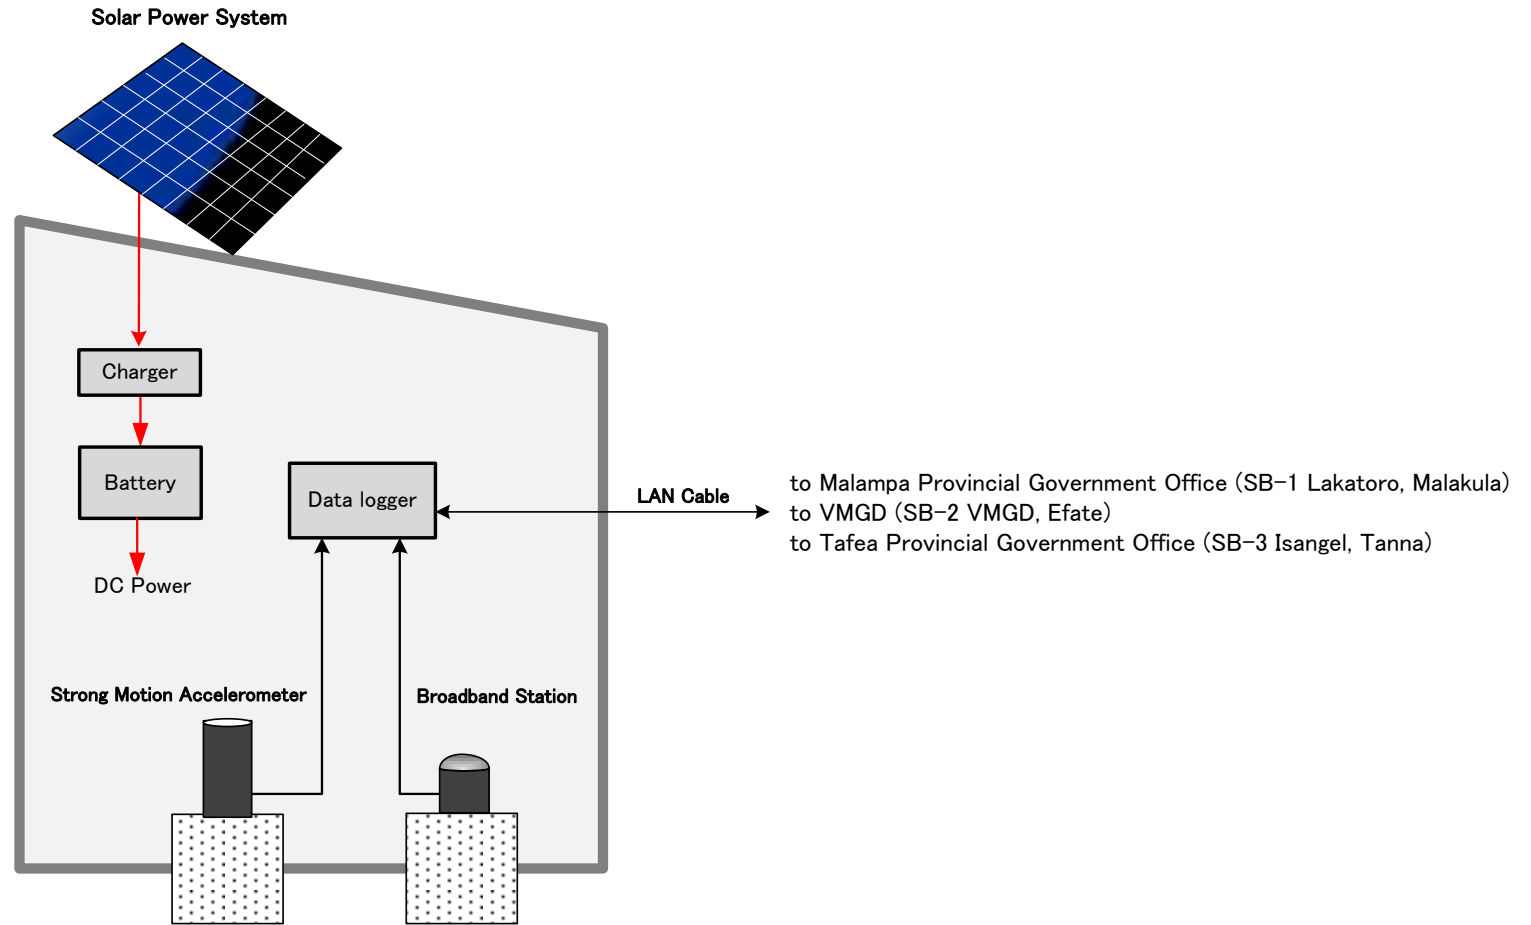 Solar Power System
Charger
Battery
DC Power
Data logger
LAN Cable
to Malampa Provincial Government Office (SB-1 Lakatoro, Malakula)
to VMGD (SB-2 VMGD, Efate)
to Tafea Provincial Government Office (SB-3 Isangel, Tanna)
Strong Motion Accelerometer
Broadband Station